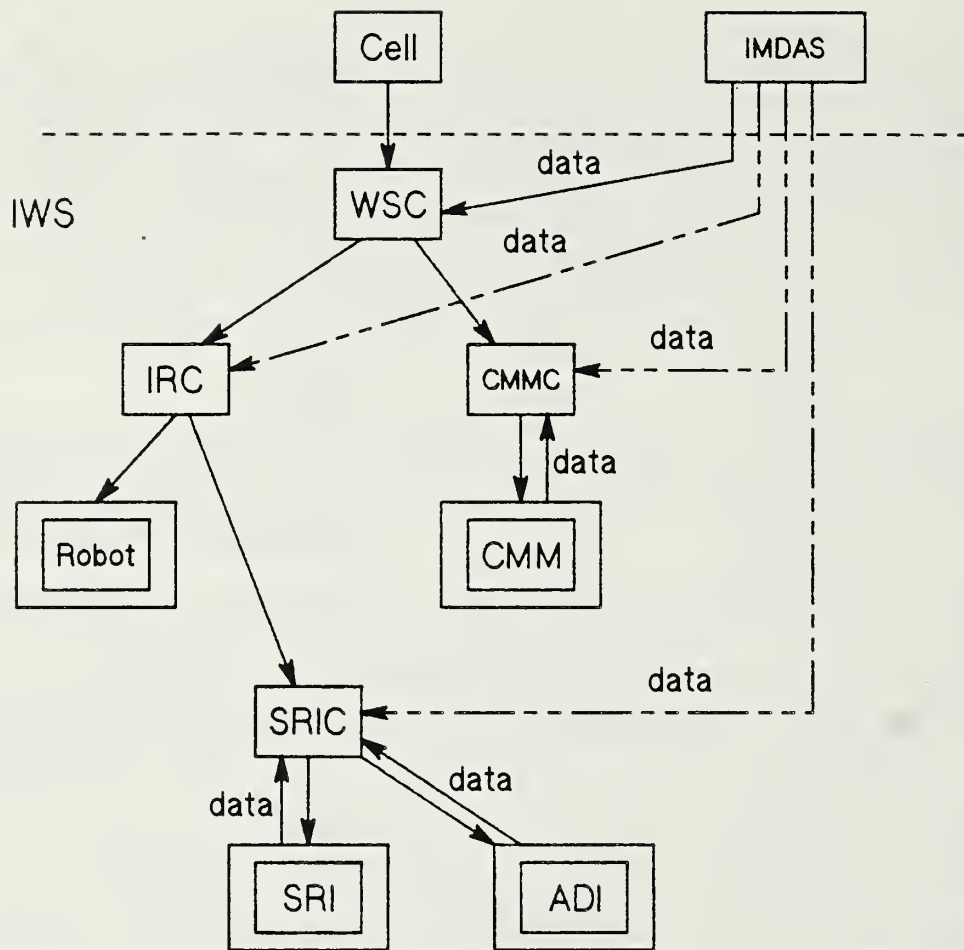 Cell
IMDAS
data
WSC
IWS
data
IRC
CMMC
data
data
Robot
CMM
data
SRIC
data
data
SRI
ADI